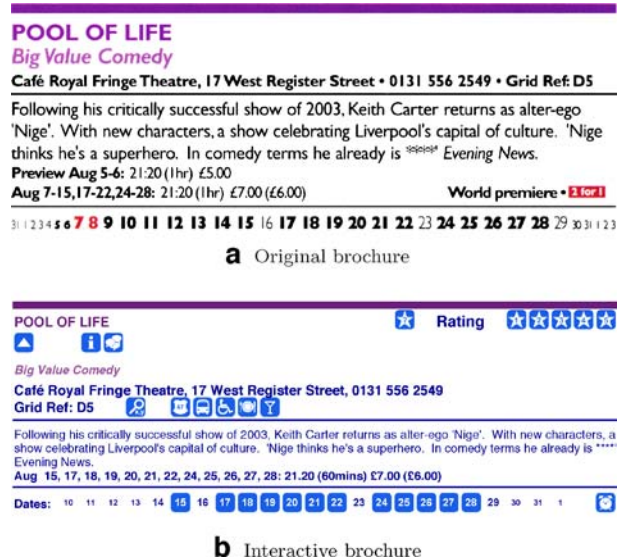 POOL OF LIFE
Big Value Comedy
Café Royal Fringe Theatre, 17 West Register Street • 0131 556 2549 • Grid Ref: D5
Following his critically successful show of 2003, Keith Carter returns as alter-ego
'Nige'. With new characters, a show celebrating Liverpool's capital of culture. 'Nige
thinks he's a superhero. In comedy terms he already is ***** Evening News.
Preview Aug 5-6: 21:20 (1hr) £5.00
Aug 7-15,17-22,24-28: 21:20 (1hr) £7.00 (£6.00) World premiere • 2 for 1
31 1 2 3 4 5 6 7 8 9 10 11 12 13 14 15 16 17 18 19 20 21 22 23 24 25 26 27 28 29 30 31 1 2 3
a Original brochure
POOL OF LIFE Rating
Big Value Comedy
Café Royal Fringe Theatre, 17 West Register Street, 0131 556 2549
Grid Ref: D5
Following his critically successful show of 2003, Keith Carter returns as alter-ego 'Nige'. With new characters, a
show celebrating Liverpool's capital of culture. 'Nige thinks he's a superhero. In comedy terms he already is ****
Evening News.
Aug 15, 17, 18, 19, 20, 21, 22, 24, 25, 26, 27, 28: 21.20 (60mins) £7.00 (£6.00)
Dates: 10 11 12 13 14 15 16 17 18 19 20 21 22 23 24 25 26 27 28 29 30 31 1
b Interactive brochure